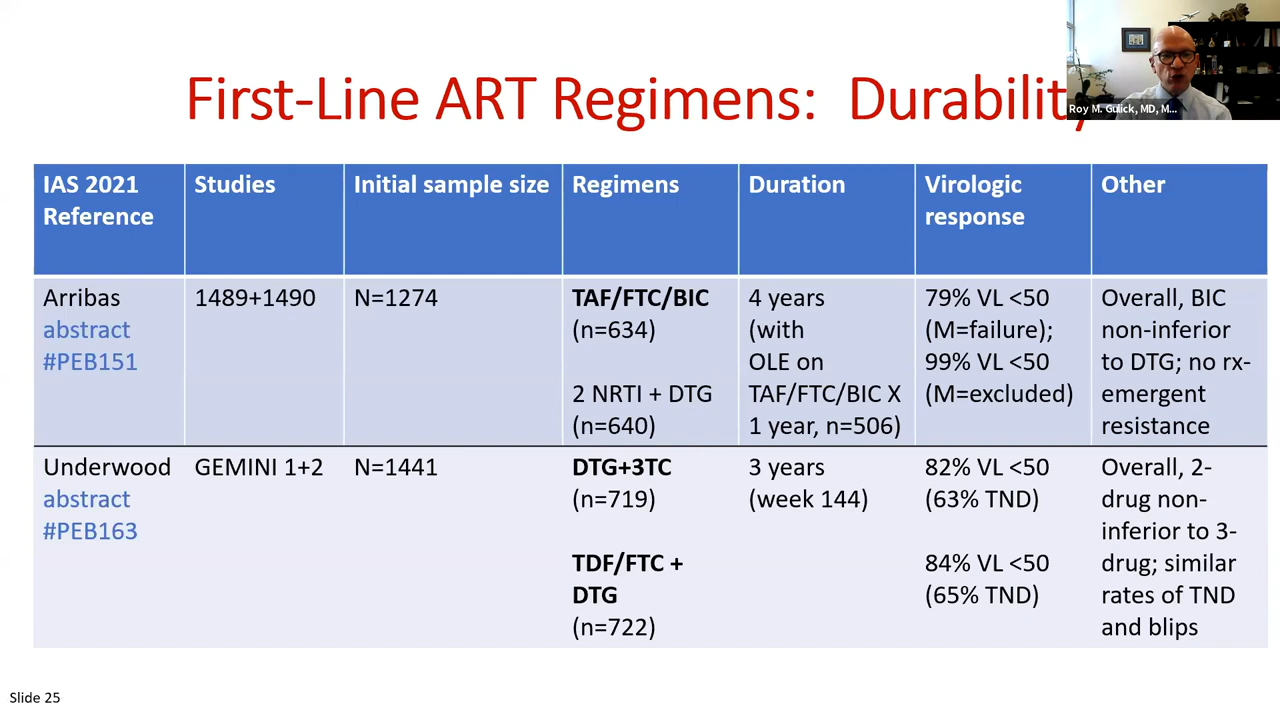 First-Line ART Regimens: Durability
Roy M. Gulick, MD, M...
IAS 2021
Reference
Studies
Initial sample size
Regimens
Duration
Virologic
response
Other
Arribas
abstract
#PEB151
1489+1490
N=1274
TAF/FTC/BIC
(n=634)
2 NRTI + DTG
(n=640)
4 years
(with
OLE on
TAF/FTC/BIC X
1 year, n=506)
79% VL <50
(M=failure);
99% VL <50
(M=excluded)
Overall, BIC
non-inferior
to DTG; no rx-
emergent
resistance
Underwood
abstract
#PEB163
GEMINI 1+2
N=1441
DTG+3TC
(n=719)
TDF/FTC +
DTG
(n=722)
3 years
(week 144)
82% VL <50
(63% TND)
84% VL <50
(65% TND)
Overall, 2-
drug non-
inferior to 3-
drug; similar
rates of TND
and blips
Slide 25